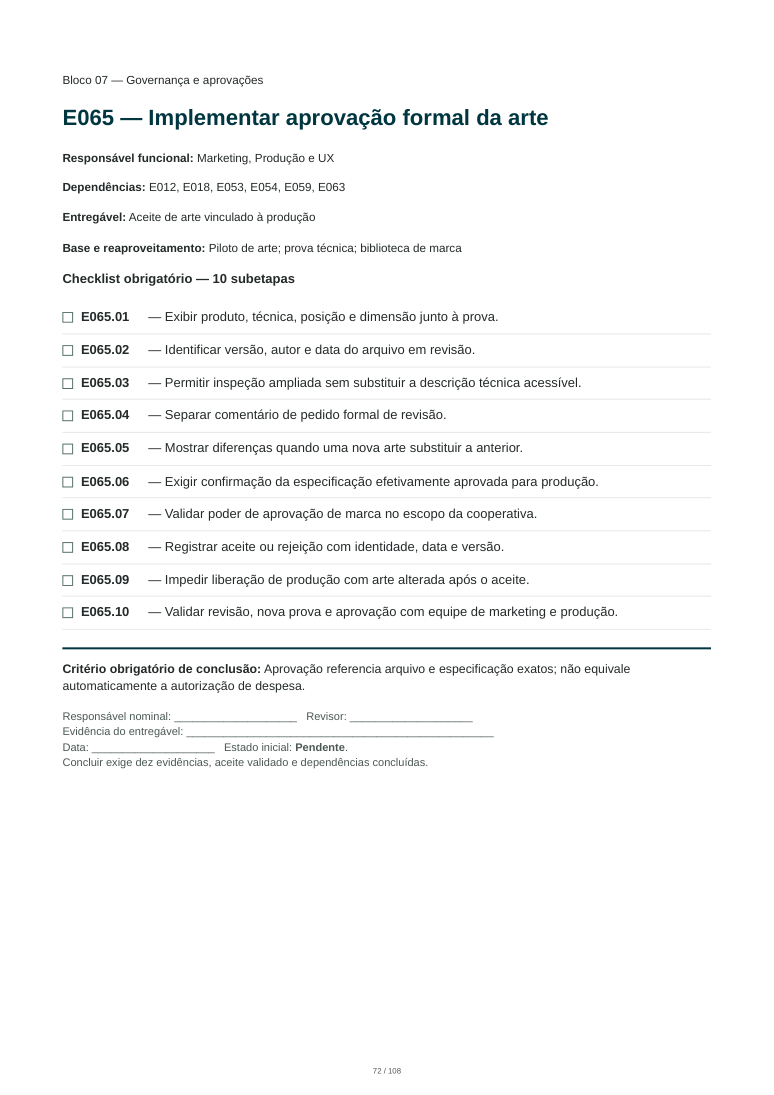 Bloco 07 — Governança e aprovações
E065 — Implementar aprovação formal da arte
Responsável funcional: Marketing, Produção e UX
Dependências: E012, E018, E053, E054, E059, E063
Entregável: Aceite de arte vinculado à produção
Base e reaproveitamento: Piloto de arte; prova técnica; biblioteca de marca
Checklist obrigatório — 10 subetapas
☐ E065.01 — Exibir produto, técnica, posição e dimensão junto à prova.
☐ E065.02 — Identificar versão, autor e data do arquivo em revisão.
☐ E065.03 — Permitir inspeção ampliada sem substituir a descrição técnica acessível.
☐ E065.04 — Separar comentário de pedido formal de revisão.
☐ E065.05 — Mostrar diferenças quando uma nova arte substituir a anterior.
☐ E065.06 — Exigir confirmação da especificação efetivamente aprovada para produção.
☐ E065.07 — Validar poder de aprovação de marca no escopo da cooperativa.
☐ E065.08 — Registrar aceite ou rejeição com identidade, data e versão.
☐ E065.09 — Impedir liberação de produção com arte alterada após o aceite.
☐ E065.10 — Validar revisão, nova prova e aprovação com equipe de marketing e produção.
Critério obrigatório de conclusão: Aprovação referencia arquivo e especificação exatos; não equivale
automaticamente a autorização de despesa.
Responsável nominal: ____________________ Revisor: ____________________
Evidência do entregável: __________________________________________________
Data: ____________________ Estado inicial: Pendente.
Concluir exige dez evidências, aceite validado e dependências concluídas.
72 / 108